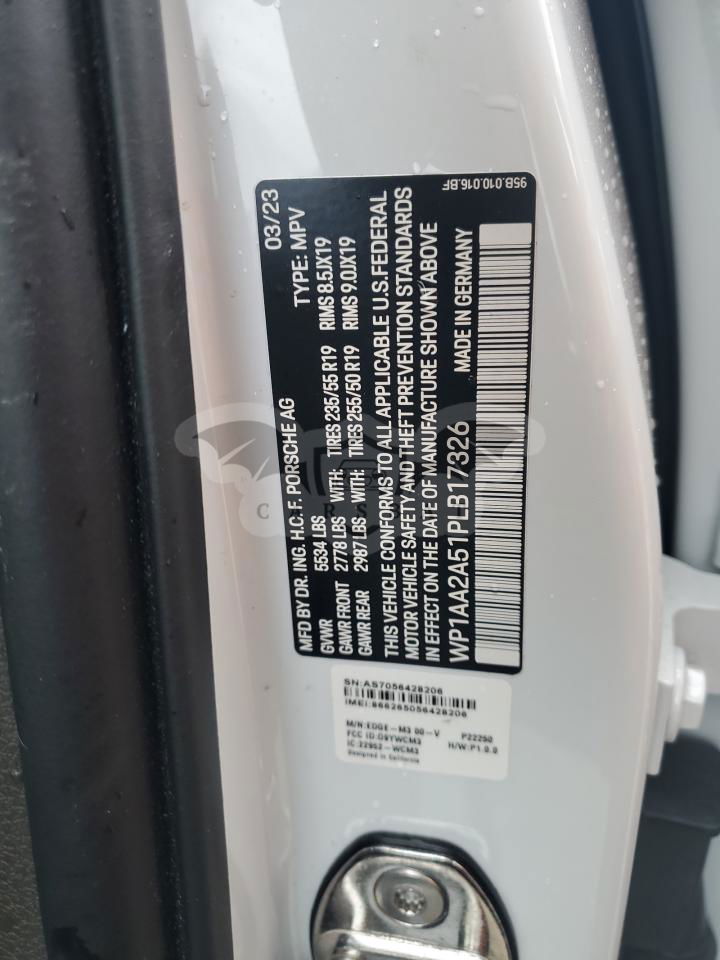 MFD BY DR. ING. H.C. F. PORSCHE AG 03/23
GVWR 5534 LBS TYPE: MPV
GAWR FRONT 2778 LBS WITH: TIRES 235/55 R19 RIMS 8.5JX19
GAWR REAR 2987 LBS WITH: TIRES 255/50 R19 RIMS 9.0JX19
THIS VEHICLE CONFORMS TO ALL APPLICABLE U.S. FEDERAL
MOTOR VEHICLE SAFETY AND THEFT PREVENTION STANDARDS
IN EFFECT ON THE DATE OF MANUFACTURE SHOWN ABOVE
WP1AA2A51PLB17326 MADE IN GERMANY
95B.010.016.BF
SN:AS7056428206
IMEI:866265056428206
M/N:EDGE-M3 00-V P22250
FCC ID:D9YWCM3 H/W:P1.0.0
IC:22952-WCM3
Designed in California